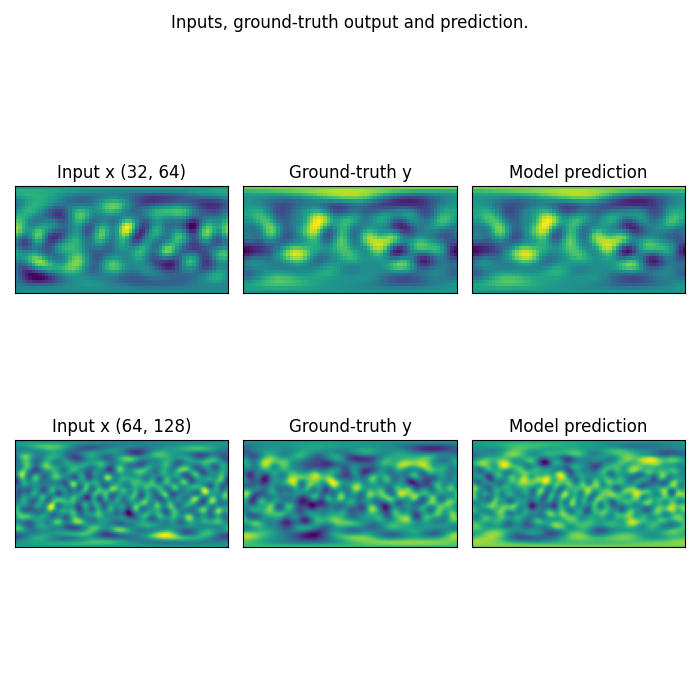 Inputs, ground-truth output and prediction.
Input x (32, 64)
Ground-truth y
Model prediction
Input x (64, 128)
Ground-truth y
Model prediction